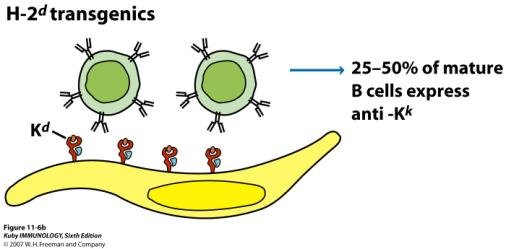 H-2d transgenics
25–50% of mature
B cells express
anti -Kk
Kd
Figure 11-6b
Kuby IMMUNOLOGY, Sixth Edition
© 2007 W.H. Freeman and Company